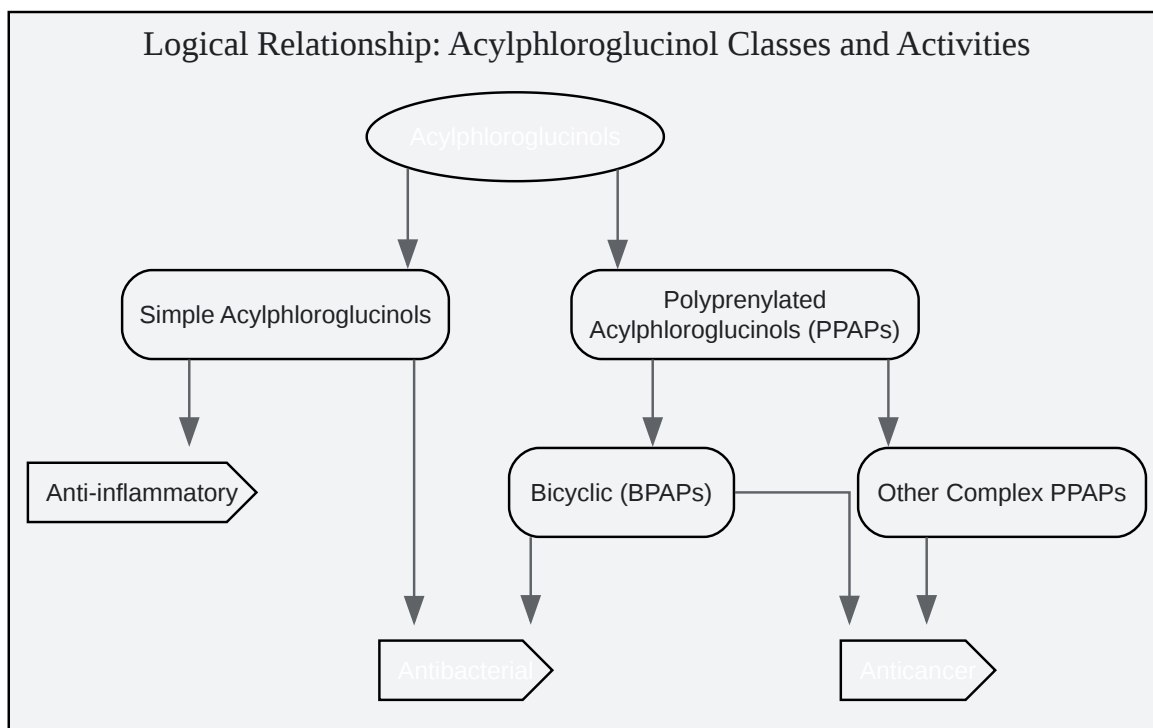 Logical Relationship: Acylphloroglucinol Classes and Activities
Acylphloroglucinols
Simple Acylphloroglucinols
Polyprenylated
Acylphloroglucinols (PPAPs)
Anti-inflammatory
Bicyclic (BPAPs)
Other Complex PPAPs
Antibacterial
Anticancer